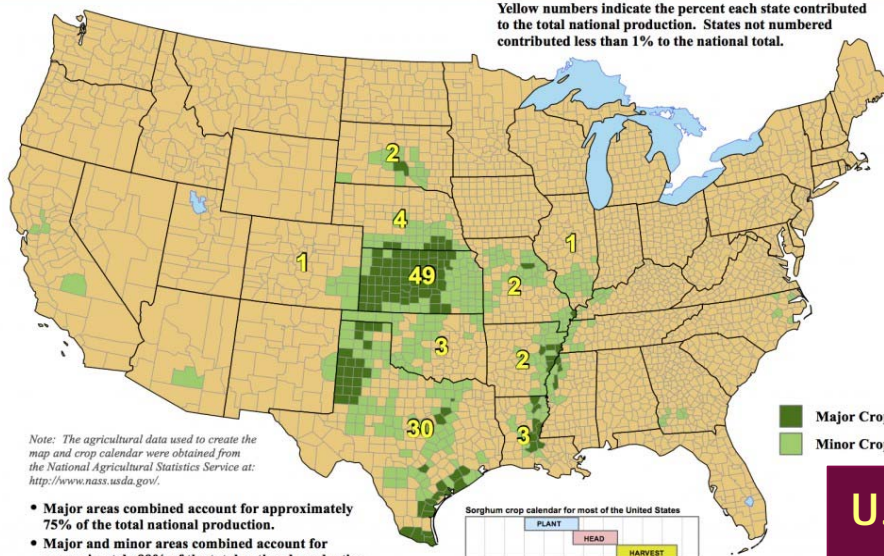 Yellow numbers indicate the percent each state contributed
to the total national production. States not numbered
contributed less than 1% to the national total.
2
4
1
49
2
1
3
2
30
3
Major Crop
Minor Crop
Note: The agricultural data used to create the
map and crop calendar were obtained from
the National Agricultural Statistics Service at:
http://www.nass.usda.gov/.
• Major areas combined account for approximately
75% of the total national production.
• Major and minor areas combined account for
Sorghum crop calendar for most of the United States
PLANT
HEAD
HARVEST
U.